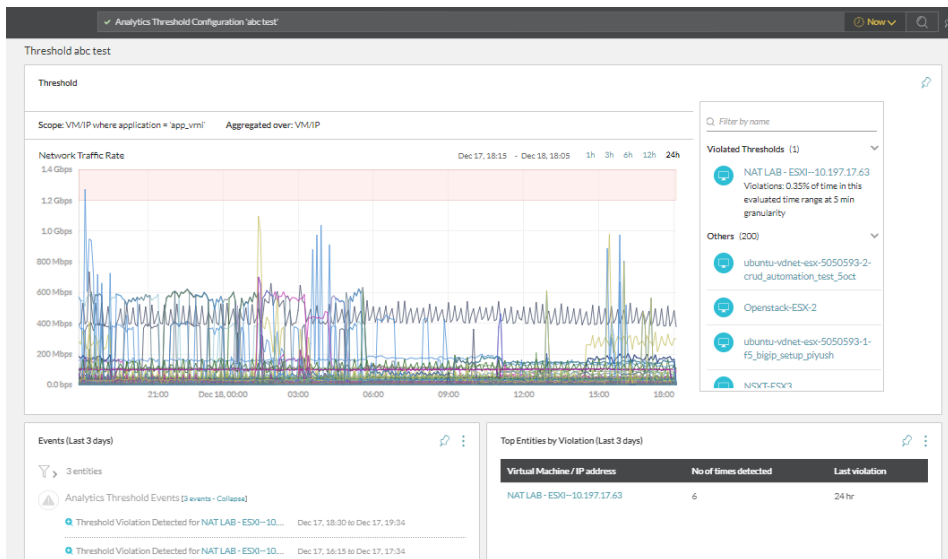 Analytics Threshold Configuration 'abc test'
Now
Threshold abc test
Threshold
Scope: VM/IP where application = 'app_vrni' Aggregated over: VM/IP
Network Traffic Rate
Dec 17, 18:15 - Dec 18, 18:05 1h 3h 6h 12h 24h
1.4 Gbps
1.2 Gbps
1.0 Gbps
800 Mbps
600 Mbps
400 Mbps
200 Mbps
0.0 bps
21:00 Dec 18, 00:00 03:00 06:00 09:00 12:00 15:00 18:00
Filter by name
Violated Thresholds (1)
NAT LAB - ESXI--10.197.17.63
Violations: 0.35% of time in this
evaluated time range at 5 min
granularity
Others (200)
ubuntu-vdnet-esx-5050593-2-
crud_automation_test_5oct
Openstack-ESX-2
ubuntu-vdnet-esx-5050593-1-
f5_bigip_setup_piyush
NSXT-ESX3
Events (Last 3 days)
3 entities
Analytics Threshold Events [3 events - Collapse]
Threshold Violation Detected for NAT LAB - ESXI--10.... Dec 17, 18:30 to Dec 17, 19:34
Threshold Violation Detected for NAT LAB - ESXI--10.... Dec 17, 16:15 to Dec 17, 17:34
Top Entities by Violation (Last 3 days)
Virtual Machine / IP address No of times detected Last violation
NAT LAB - ESXI--10.197.17.63 6 24 hr